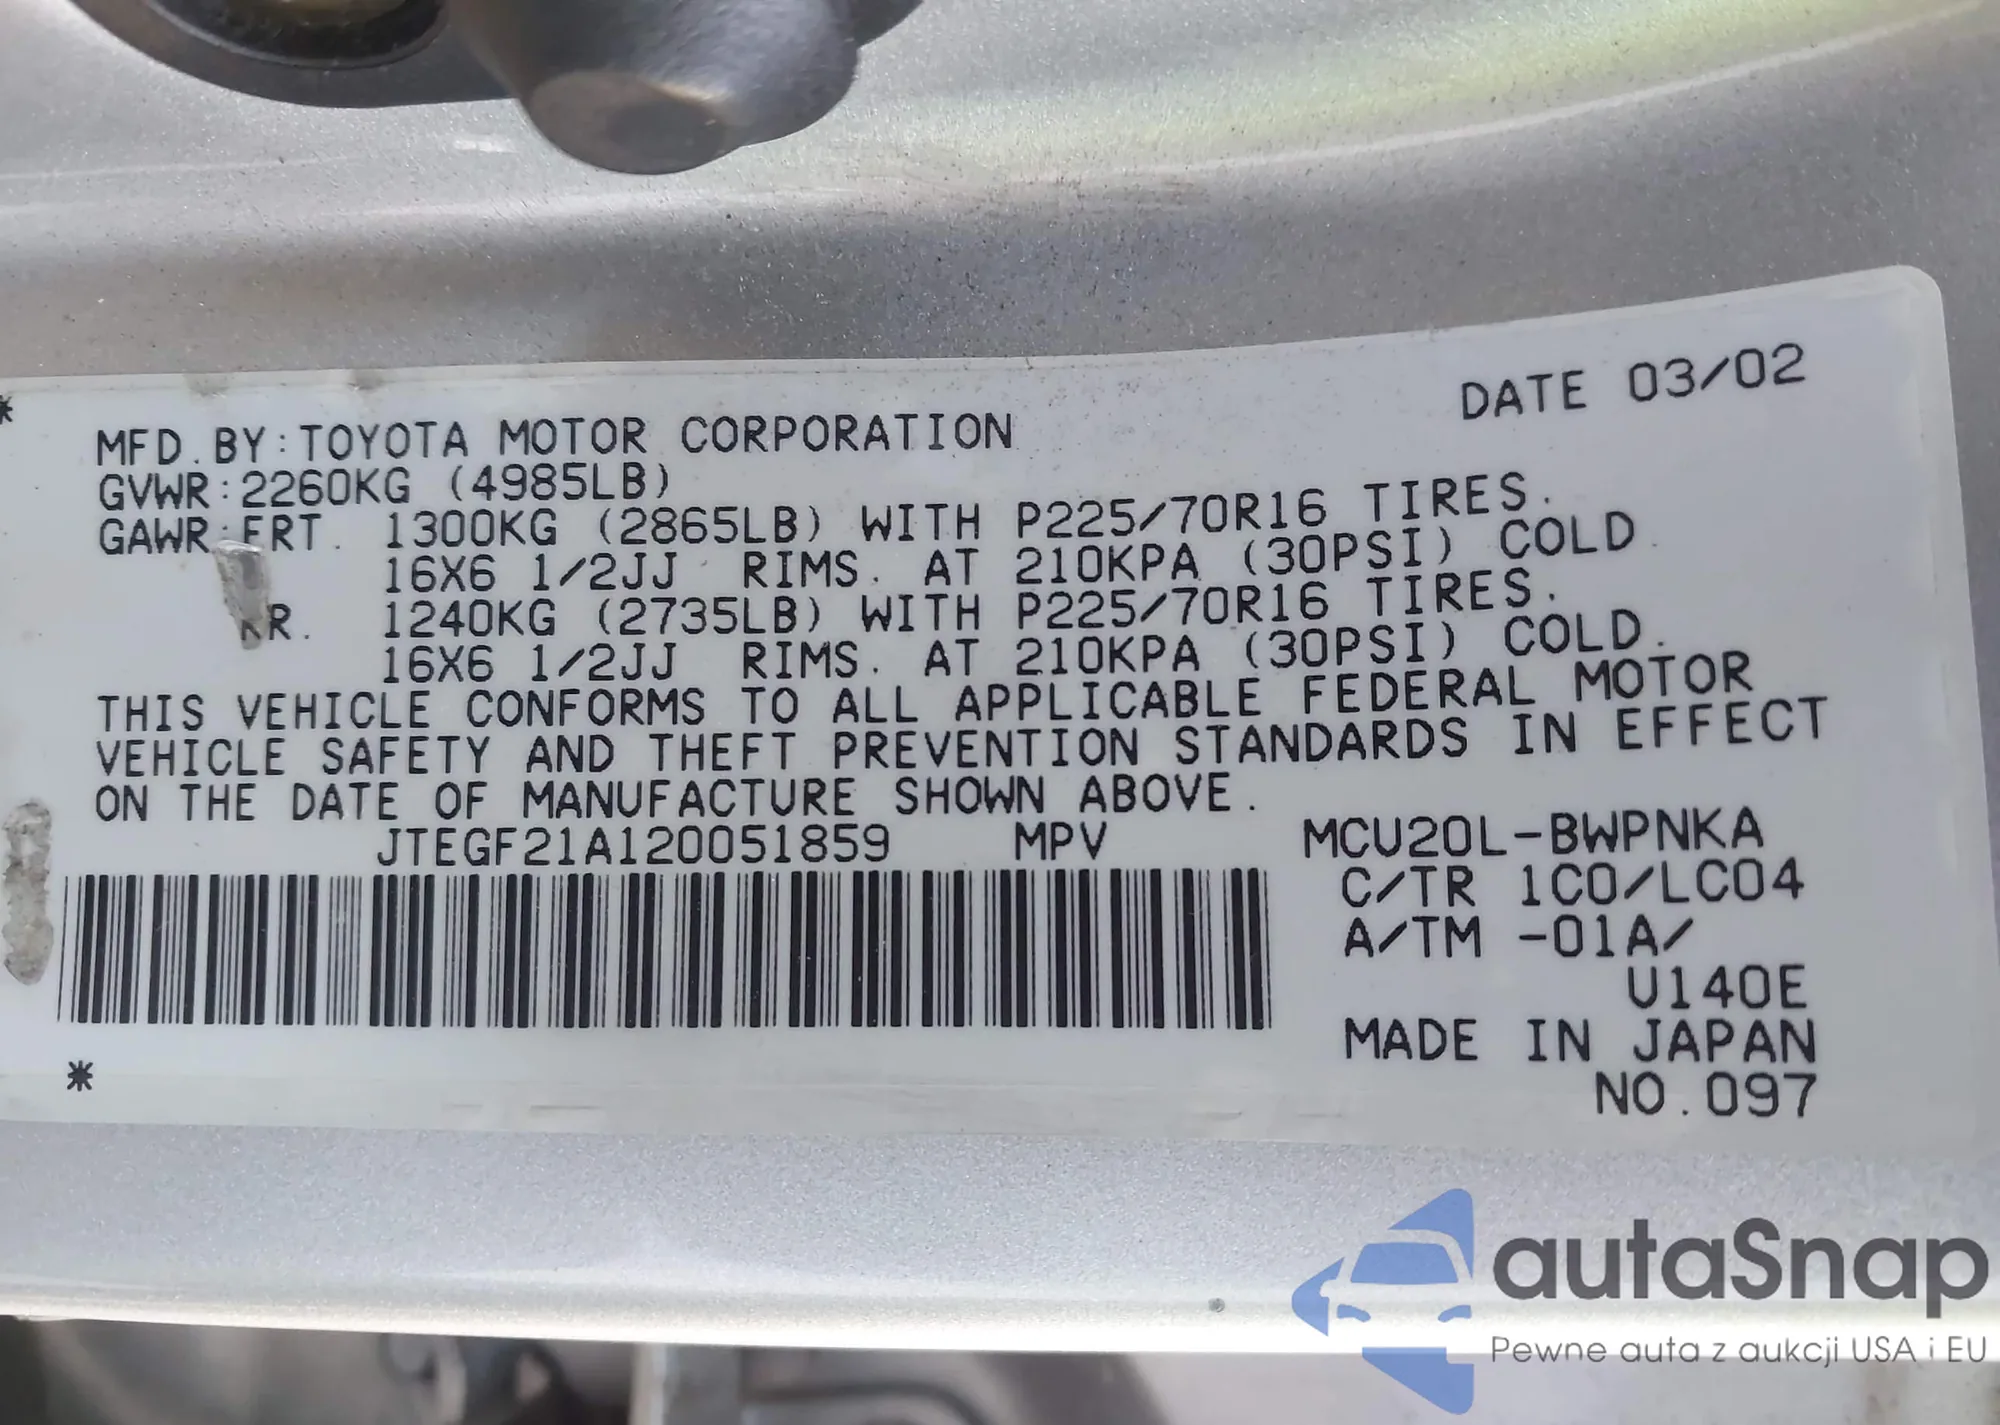 *
DATE 03/02
MFD.BY:TOYOTA MOTOR CORPORATION
GVWR:2260KG (4985LB)
GAWR:FRT. 1300KG (2865LB) WITH P225/70R16 TIRES.
16X6 1/2JJ RIMS. AT 210KPA (30PSI) COLD.
RR. 1240KG (2735LB) WITH P225/70R16 TIRES.
16X6 1/2JJ RIMS. AT 210KPA (30PSI) COLD.
THIS VEHICLE CONFORMS TO ALL APPLICABLE FEDERAL MOTOR
VEHICLE SAFETY AND THEFT PREVENTION STANDARDS IN EFFECT
ON THE DATE OF MANUFACTURE SHOWN ABOVE.
JTEGF21A120051859 MPV MCU20L-BWPNKA
C/TR 1C0/LC04
A/TM -01A/
U140E
MADE IN JAPAN
*
NO.097
autaSnap
Pewne auta z aukcji USA i EU